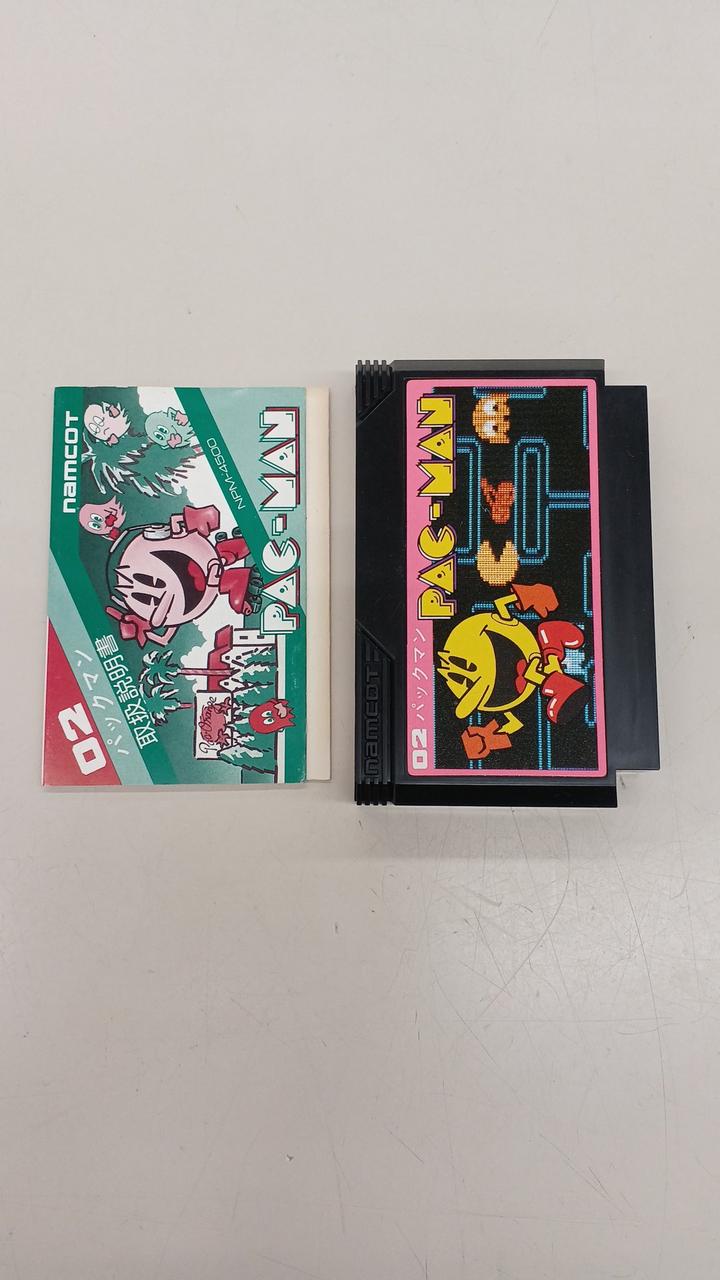 namcot
02
パックマン
取扱説明書
NPM-4500
PAC-MAN
02 パックマン
PAC-MAN
namcot